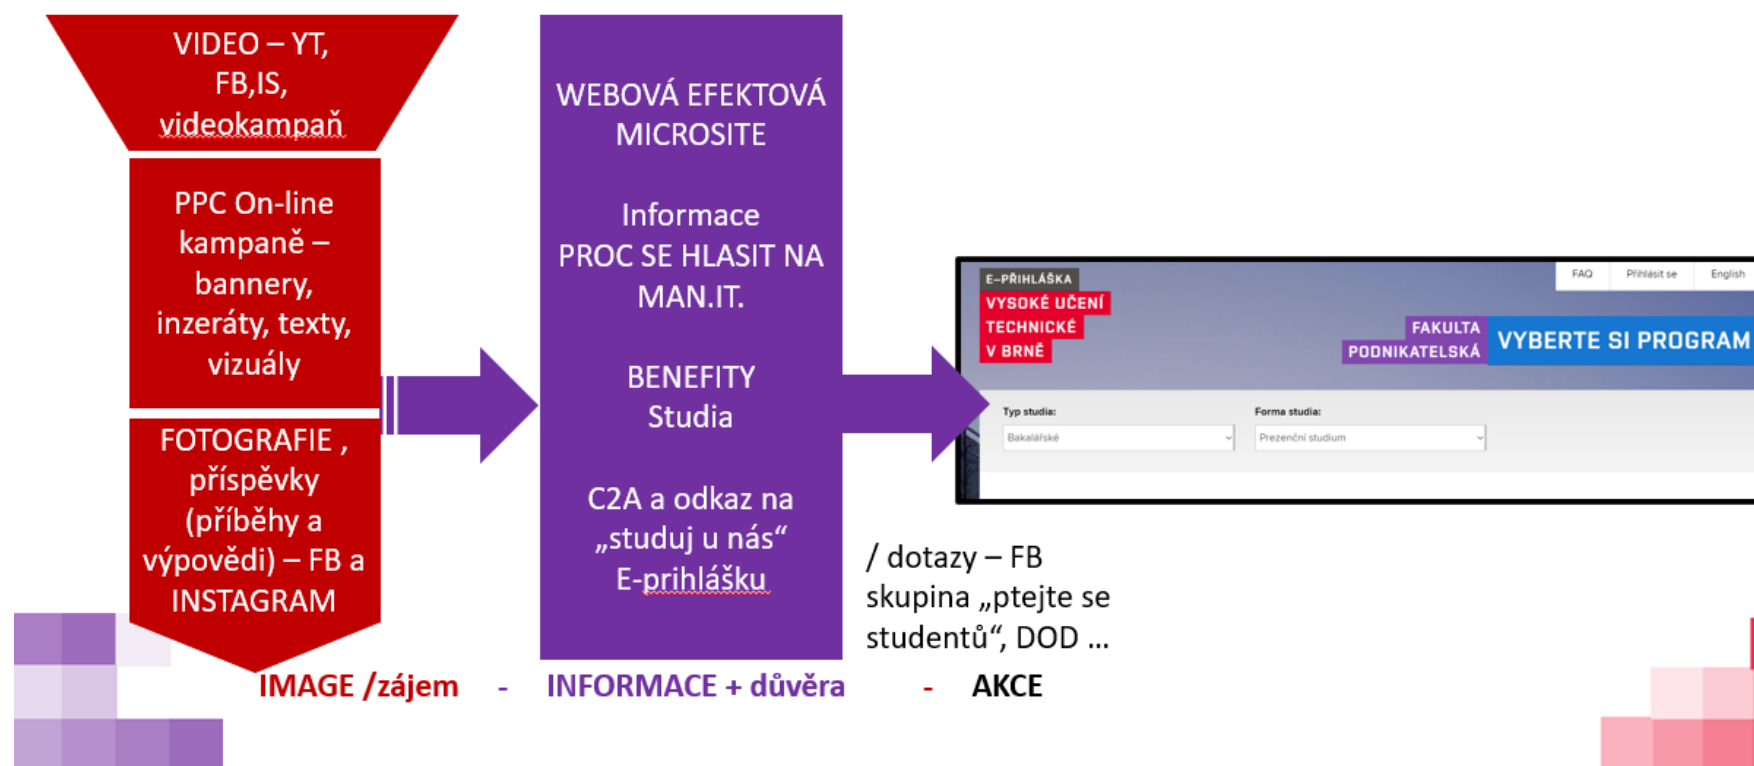 VIDEO – YT,
FB,IS,
videokampaň
PPC On-line
kampaně –
bannery,
inzeráty, texty,
vizuály
FOTOGRAFIE ,
příspěvky
(příběhy a
výpovědi) – FB a
INSTAGRAM
WEBOVÁ EFEKTOVÁ
MICROSITE
Informace
PROC SE HLASIT NA
MAN.IT.
BENEFITY
Studia
C2A a odkaz na
„studuj u nás“
E-prihlášku
E–PŘIHLÁŠKA
VYSOKÉ UČENÍ
TECHNICKÉ
V BRNĚ
FAQ Přihlásit se English
FAKULTA
PODNIKATELSKÁ
VYBERTE SI PROGRAM
Typ studia:
Bakalářské
Forma studia:
Prezenční studium
/ dotazy – FB
skupina „ptejte se
studentů“, DOD ...
IMAGE /zájem - INFORMACE + důvěra - AKCE